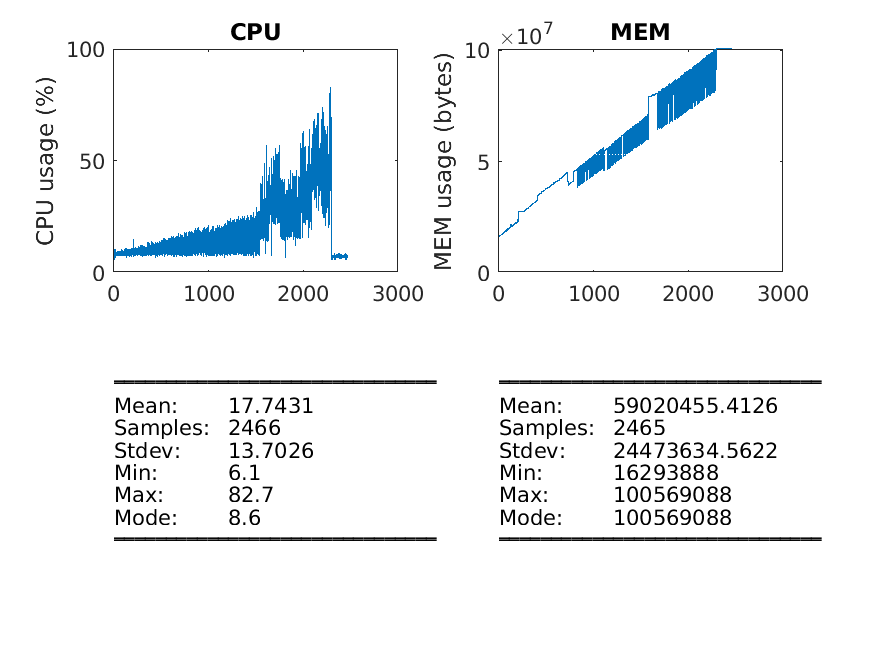 CPU
100
50
0
CPU usage (%)
0 1000 2000 3000
MEM
×10^7
10
5
0
MEM usage (bytes)
0 1000 2000 3000
Mean: 17.7431
Samples: 2466
Stdev: 13.7026
Min: 6.1
Max: 82.7
Mode: 8.6
Mean: 59020455.4126
Samples: 2465
Stdev: 24473634.5622
Min: 16293888
Max: 100569088
Mode: 100569088